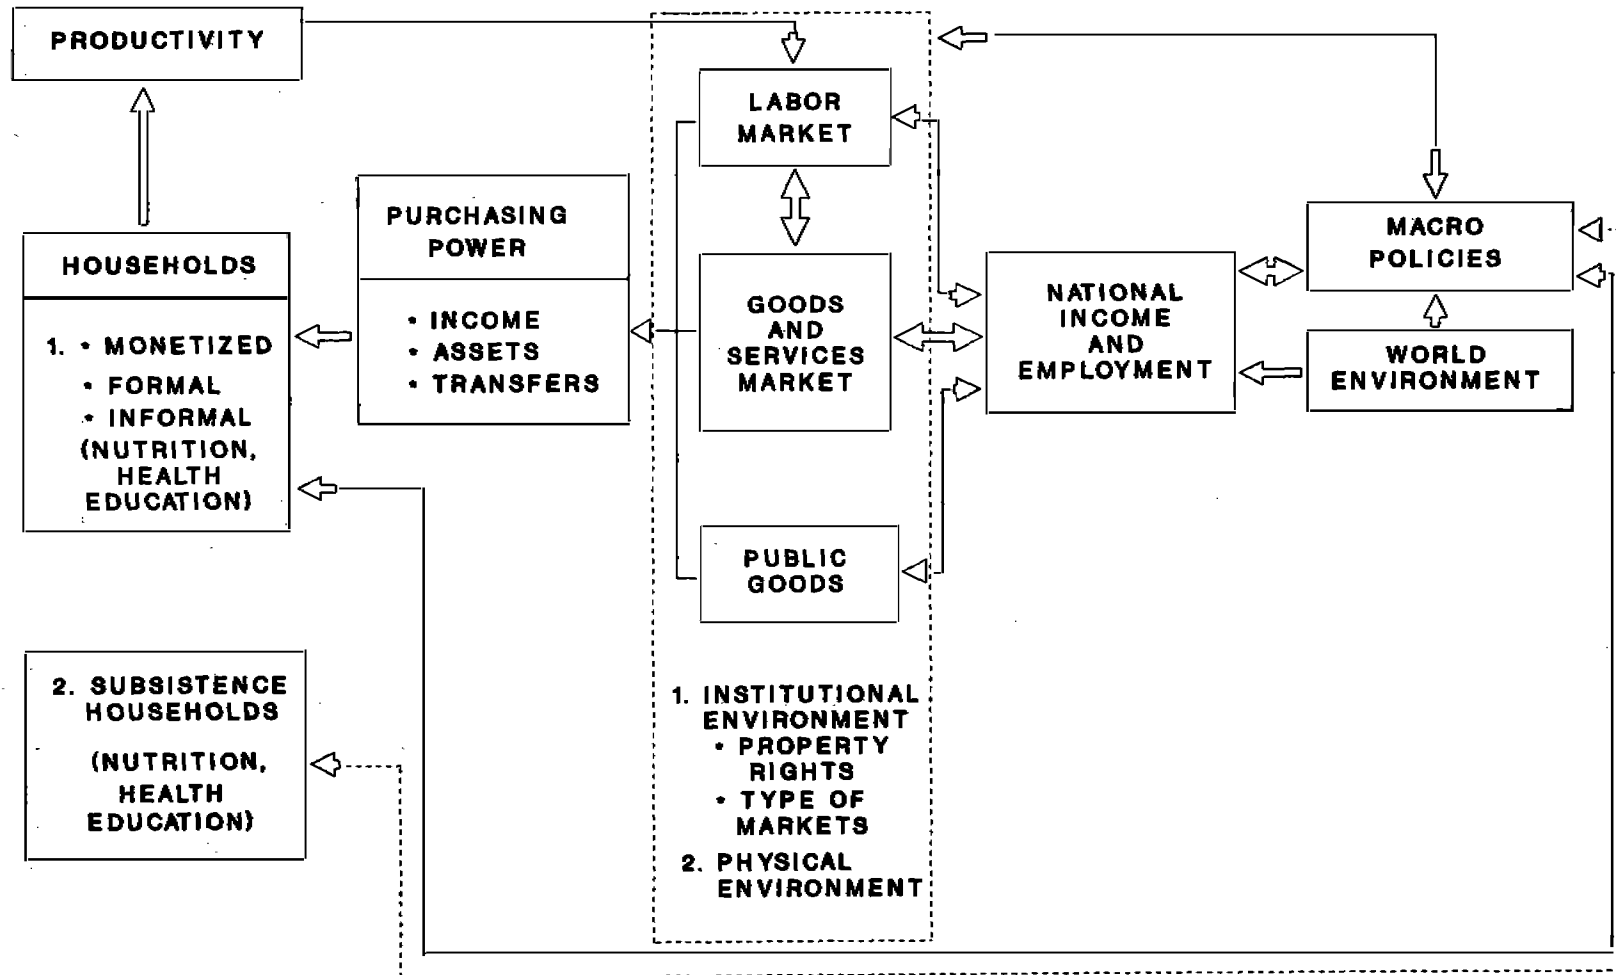 PRODUCTIVITY
HOUSEHOLDS
1. • MONETIZED
• FORMAL
• INFORMAL
(NUTRITION,
HEALTH
EDUCATION)
2. SUBSISTENCE
HOUSEHOLDS
(NUTRITION,
HEALTH
EDUCATION)
PURCHASING
POWER
• INCOME
• ASSETS
• TRANSFERS
LABOR
MARKET
GOODS
AND
SERVICES
MARKET
PUBLIC
GOODS
1. INSTITUTIONAL
ENVIRONMENT
• PROPERTY
RIGHTS
• TYPE OF
MARKETS
2. PHYSICAL
ENVIRONMENT
NATIONAL
INCOME
AND
EMPLOYMENT
MACRO
POLICIES
WORLD
ENVIRONMENT